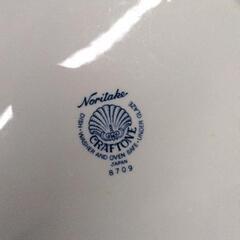 Noritake
CRAFTONE
DISH-WASHER AND OVEN SAFE-UNDER GLAZE
JAPAN
8709